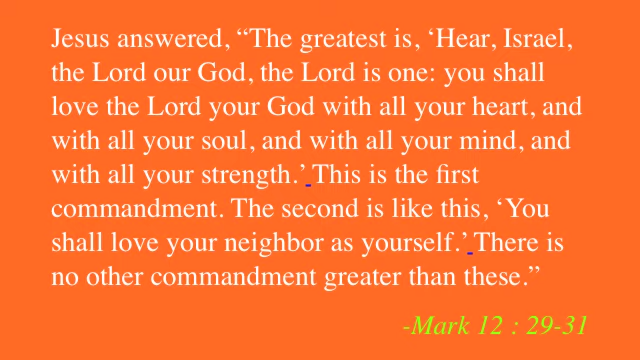 Jesus answered, “The greatest is, ‘Hear, Israel,
the Lord our God, the Lord is one: you shall
love the Lord your God with all your heart, and
with all your soul, and with all your mind, and
with all your strength.’ This is the first
commandment. The second is like this, ‘You
shall love your neighbor as yourself.’ There is
no other commandment greater than these.”
-Mark 12 : 29-31